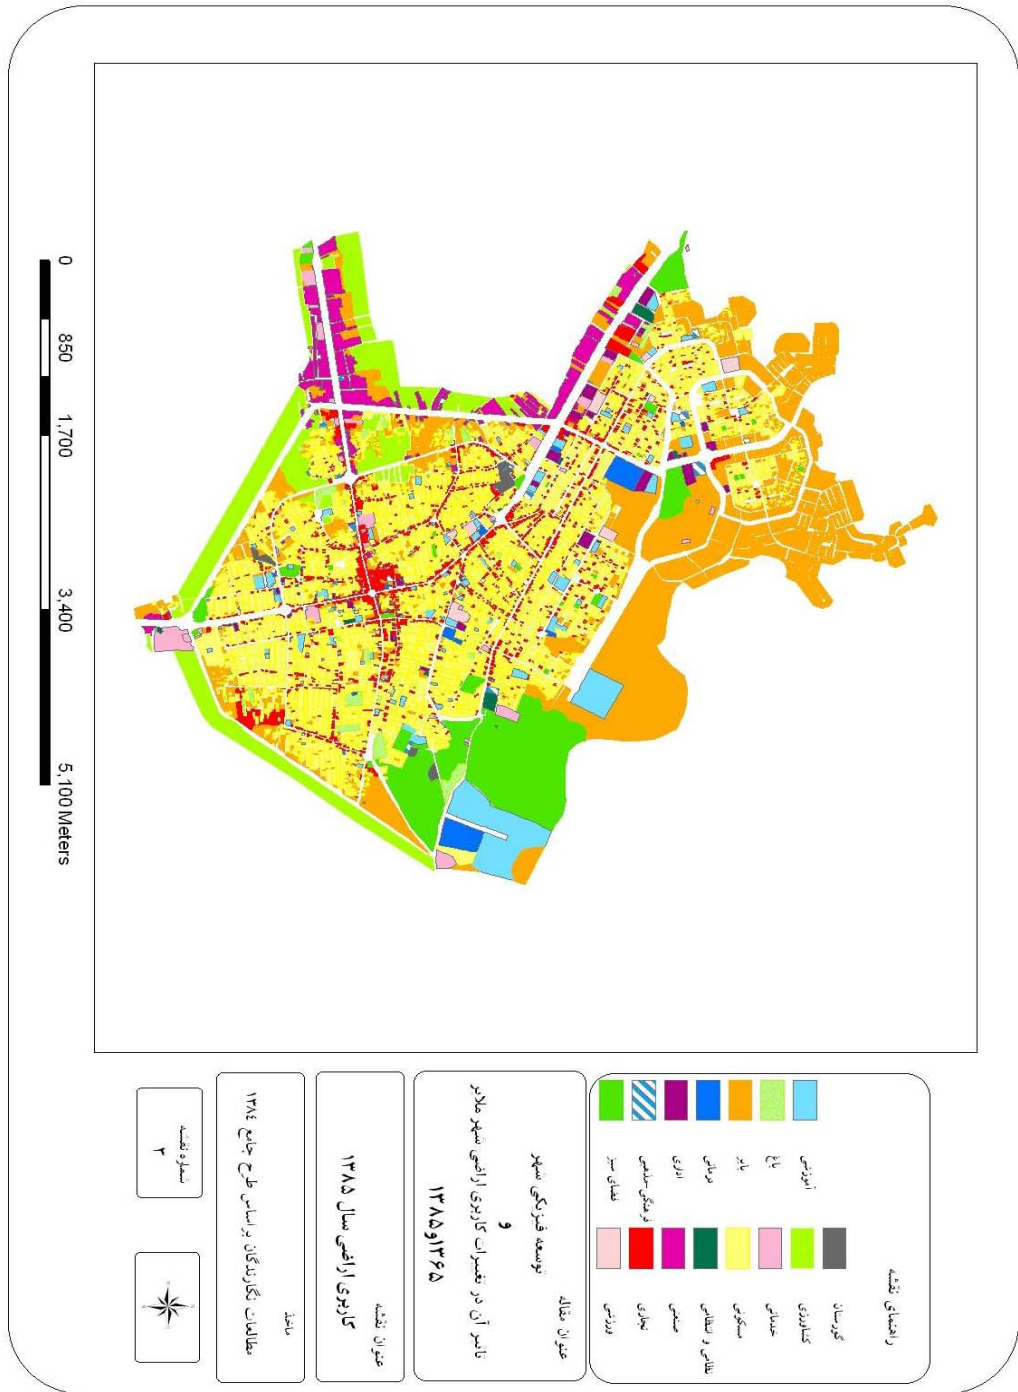 0
850
1,700
3,400
5,100 Meters
راهنمای نقشه
گورستان
کشاورزی
خدماتی
مسکونی
نظامی و انتظامی
صنعتی
تجاری
ورزشی
آموزشی
باغ
بایر
درمانی
اداری
فرهنگی-مذهبی
فضای سبز
عنوان مقاله
توسعه فیزیکی شهر
و
تاثیر آن در تغییرات کاربری اراضی شهر ملایر
۱۳۶۵و۱۳۸۵
عنوان نقشه
کاربری اراضی سال ۱۳۸۵
ماخذ
مطالعات نگارندگان براساس طرح جامع ۱۳۸۴
شماره نقشه
۳